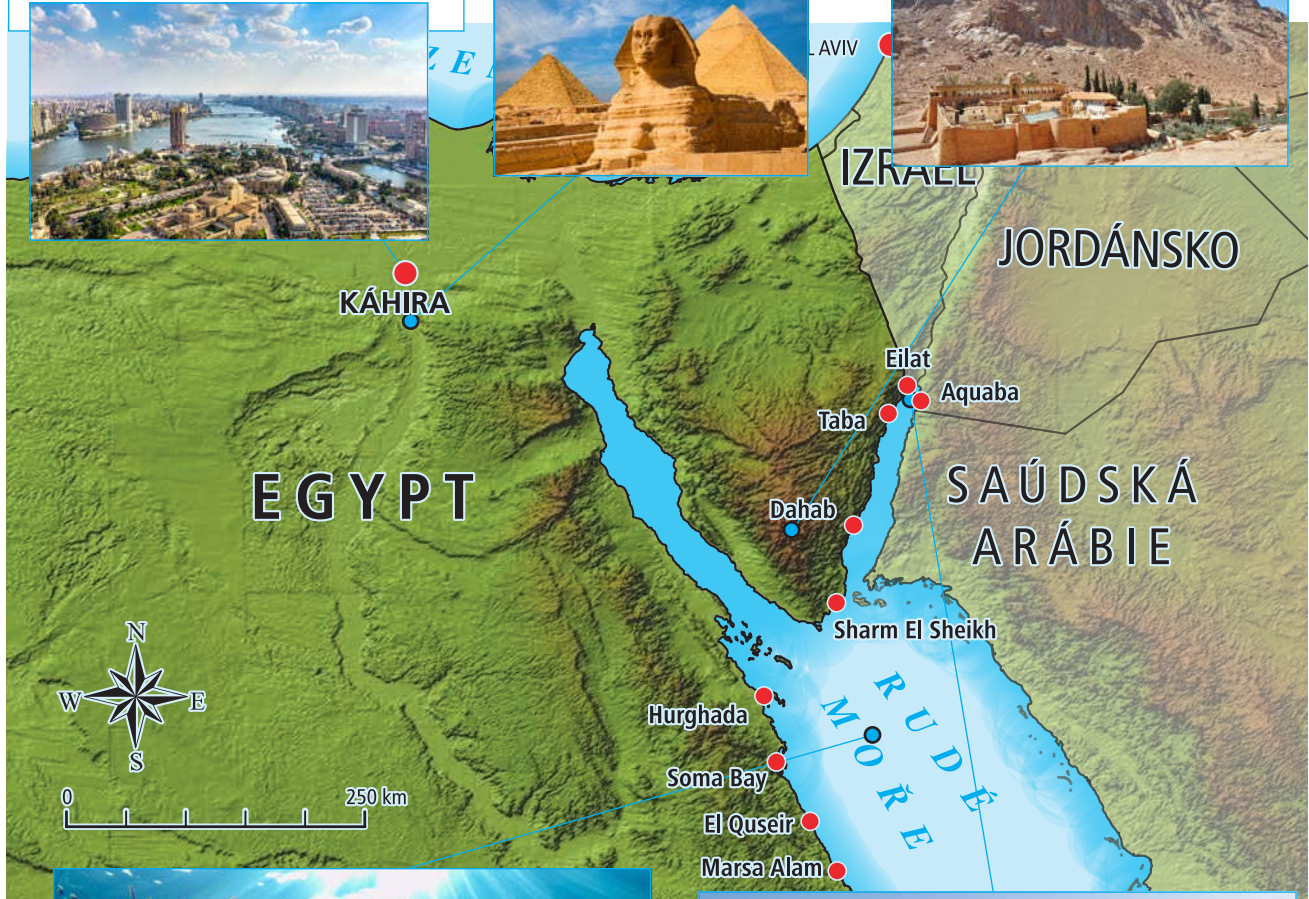 AVIV
IZRAEL
JORDÁNSKO
KÁHIRA
Eilat
Aquaba
Taba
EGYPT
SAÚDSKÁ
ARÁBIE
Dahab
Sharm El Sheikh
N
W E
S
RUDÉ
MOŘE
Hurghada
Soma Bay
0 250 km
El Quseir
Marsa Alam